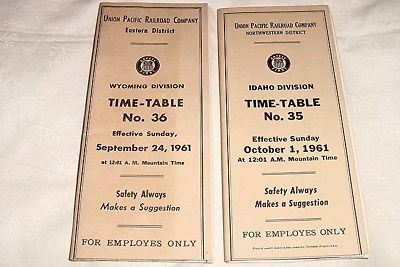 UNION PACIFIC RAILROAD COMPANY
Eastern District
WYOMING DIVISION
TIME-TABLE
No. 36
Effective Sunday,
September 24, 1961
at 12:01 A. M. Mountain Time
Safety Always
Makes a Suggestion
FOR EMPLOYES ONLY
UNION PACIFIC RAILROAD COMPANY
NORTHWESTERN DISTRICT
IDAHO DIVISION
TIME-TABLE
No. 35
Effective Sunday
October 1, 1961
At 12:01 A.M. Mountain Time
Safety Always
Makes a Suggestion
FOR EMPLOYES ONLY